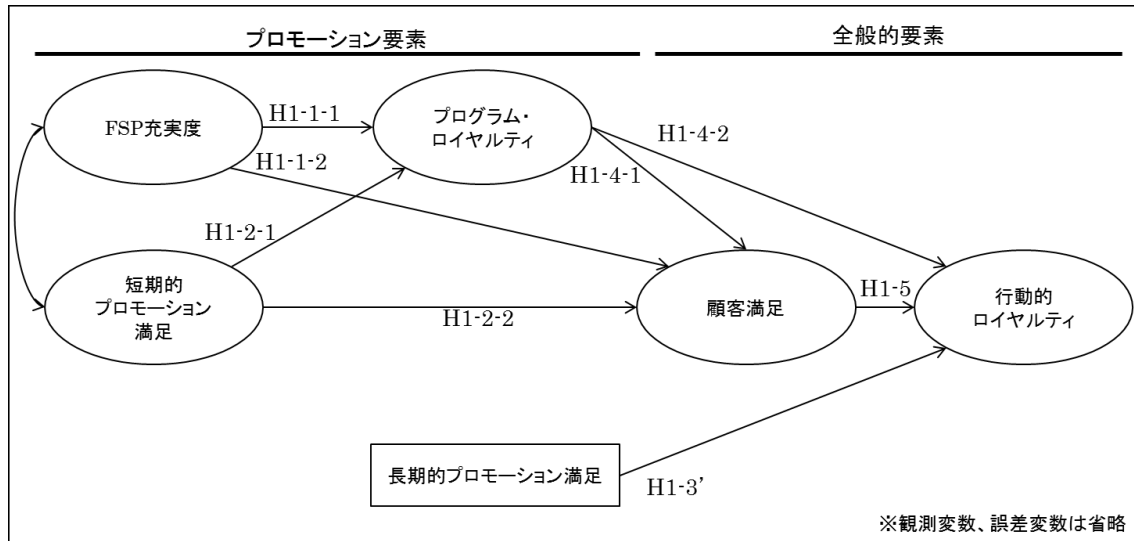 プロモーション要素
全般的要素
FSP充実度
H1-1-1
プログラム・
ロイヤルティ
H1-4-2
H1-1-2
H1-4-1
H1-2-1
短期的
プロモーション
満足
H1-2-2
顧客満足
H1-5
行動的
ロイヤルティ
長期的プロモーション満足
H1-3’
※観測変数、誤差変数は省略